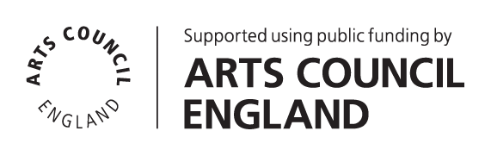 ARTS COUNCIL
ENGLAND
Supported using public funding by
ARTS COUNCIL
ENGLAND